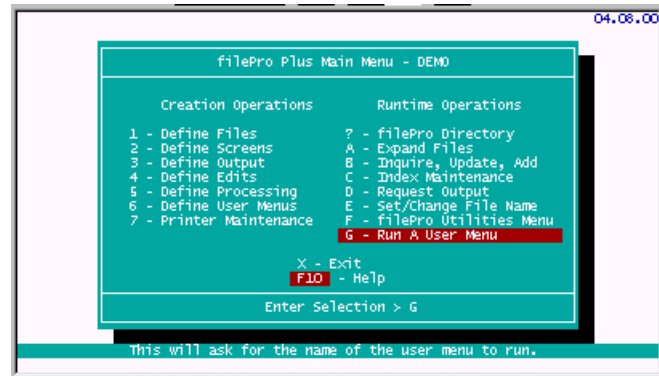 04.08.00
filePro Plus Main Menu - DEMO
Creation Operations
1 - Define Files
2 - Define Screens
3 - Define Output
4 - Define Edits
5 - Define Processing
6 - Define User Menus
7 - Printer Maintenance
Runtime Operations
? - filePro Directory
A - Expand Files
B - Inquire, Update, Add
C - Index Maintenance
D - Request Output
E - Set/Change File Name
F - filePro Utilities Menu
G - Run A User Menu
X - Exit
F10 - Help
Enter Selection > G
This will ask for the name of the user menu to run.